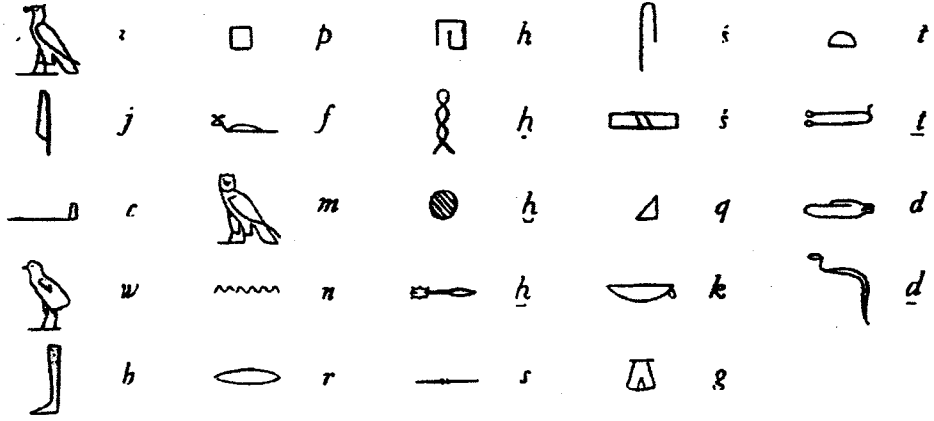 𓄿 ꜣ 𓊪 p 𓉔 h 𓋴 ś 𓏏 t
𓇋 j 𓆑 f 𓎛 ḥ 𓈙 š 𓍿 ṯ
𓂝 ꜥ 𓅓 m 𓐍 ḫ 𓈎 q 𓂧 d
𓅱 w 𓈖 n 𓄡 ẖ 𓎡 k 𓆓 ḏ
𓃀 b 𓂋 r 𓊃 s 𓎼 g